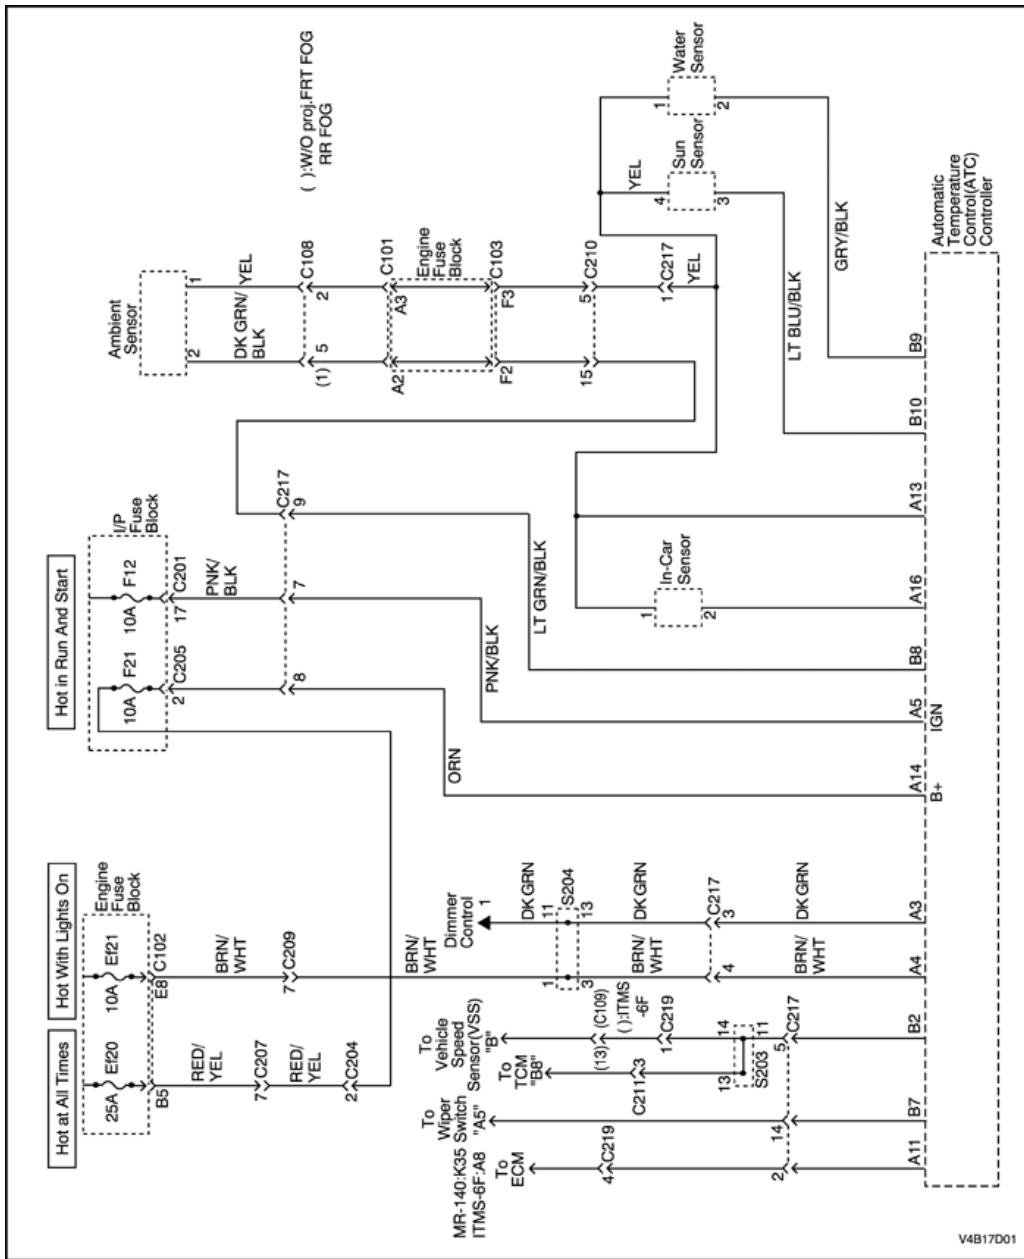 Hot at All Times
Hot With Lights On
Hot in Run And Start
Engine
Fuse
Block
I/P
Fuse
Block
Ambient
Sensor
( ):W/O proj.FRT FOG
RR FOG
Ef20
25A
Ef21
10A
F21
10A
F12
10A
B5
E8
C102
2
C205
17
C201
2
1
RED/
YEL
BRN/
WHT
PNK/
BLK
DK GRN/
BLK
YEL
7
C207
7
C209
8
7
C217
9
(1)
5
2
C108
RED/
YEL
2
C204
A2
A3
C101
Engine
Fuse
Block
F2
F3
C103
15
5
C210
1
C217
YEL
MR-140:K35
ITMS-6F:A8
To
ECM
To
Wiper
Switch
"A5"
To
TCM
"B8"
To
Vehicle
Speed
Sensor(VSS)
"B"
BRN/
WHT
Dimmer
Control
1
DK GRN
ORN
PNK/BLK
LT GRN/BLK
4
C219
C211
3
(13)
(C109)
( ):ITMS
-6F
1
C219
1
11
S204
3
13
BRN/
WHT
DK GRN
4
3
C217
BRN/
WHT
DK GRN
13
14
11
S203
2
14
5
C217
1
In-Car
Sensor
2
YEL
4
Sun
Sensor
3
1
Water
Sensor
2
LT BLU/BLK
GRY/BLK
A11
B7
B2
A4
A3
A14
B+
A5
IGN
B8
A16
A13
B10
B9
Automatic
Temperature
Control(ATC)
Controller
V4B17D01